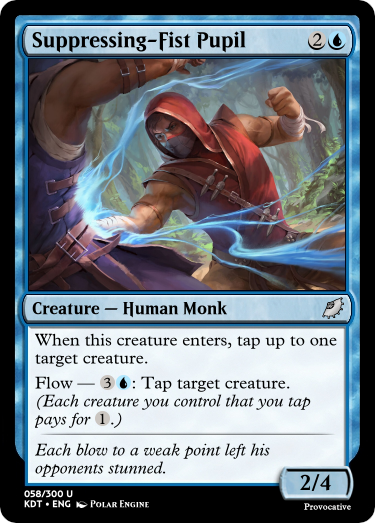 Suppressing-Fist Pupil 2
Creature — Human Monk
When this creature enters, tap up to one
target creature.
Flow — 3: Tap target creature.
(Each creature you control that you tap
pays for 1.)
Each blow to a weak point left his
opponents stunned.
2/4
058/300 U
KDT • ENG Polar Engine
Provocative